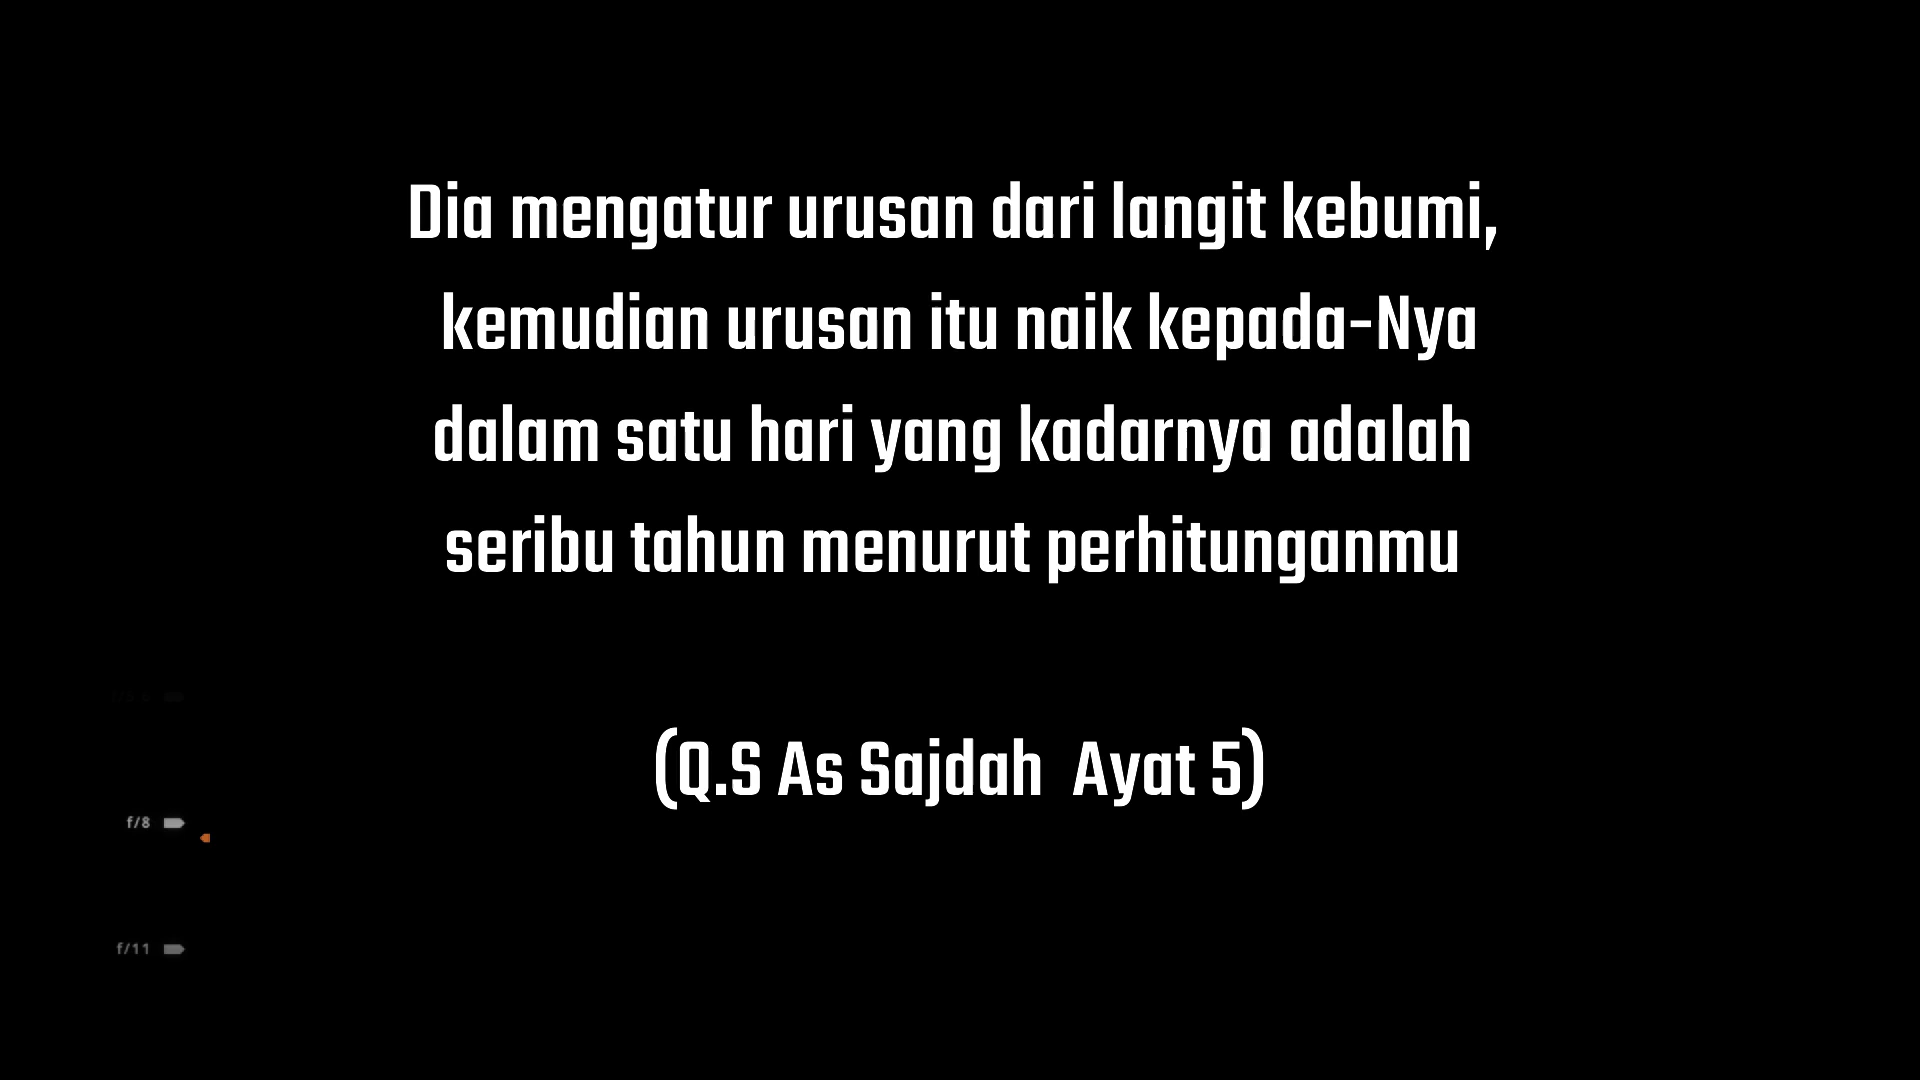 Dia mengatur urusan dari langit kebumi,
kemudian urusan itu naik kepada-Nya
dalam satu hari yang kadarnya adalah
seribu tahun menurut perhitunganmu
(Q.S As Sajdah  Ayat 5)
f/8
f/11